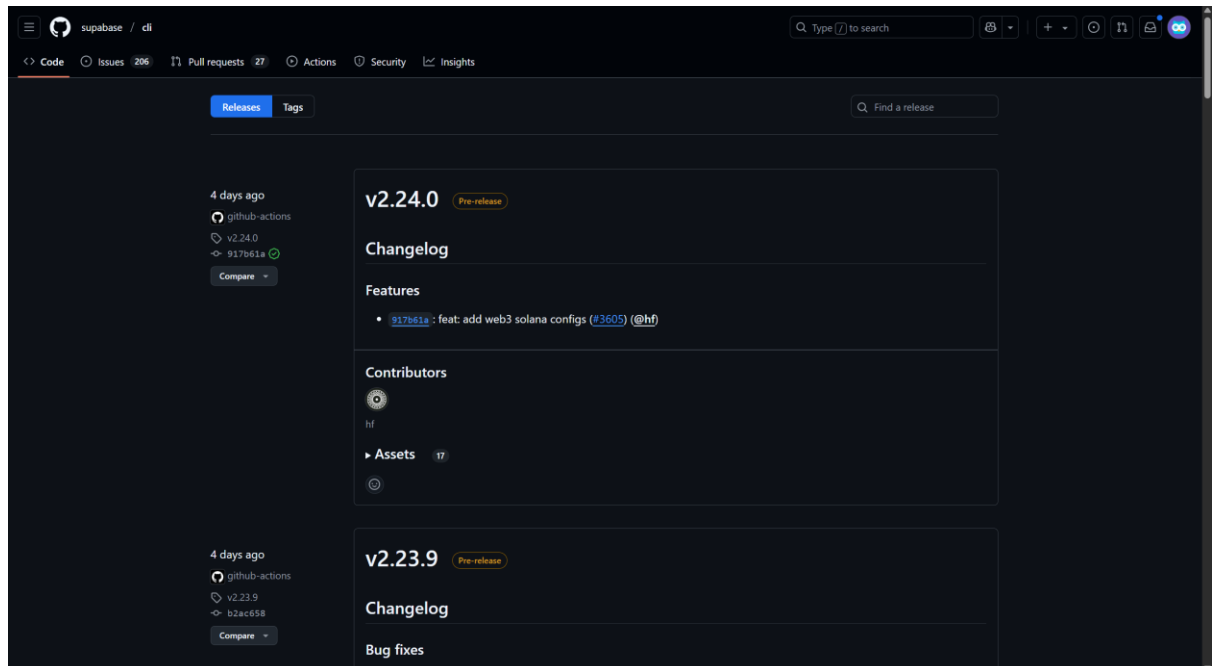 supabase / cli
Type / to search
Code
Issues 206
Pull requests 27
Actions
Security
Insights
Releases
Tags
Find a release
4 days ago
github-actions
v2.24.0
917b61a
Compare
v2.24.0 Pre-release
Changelog
Features
917b61a : feat: add web3 solana configs (#3605) (@hf)
Contributors
hf
Assets 17
4 days ago
github-actions
v2.23.9
b2ac658
Compare
v2.23.9 Pre-release
Changelog
Bug fixes